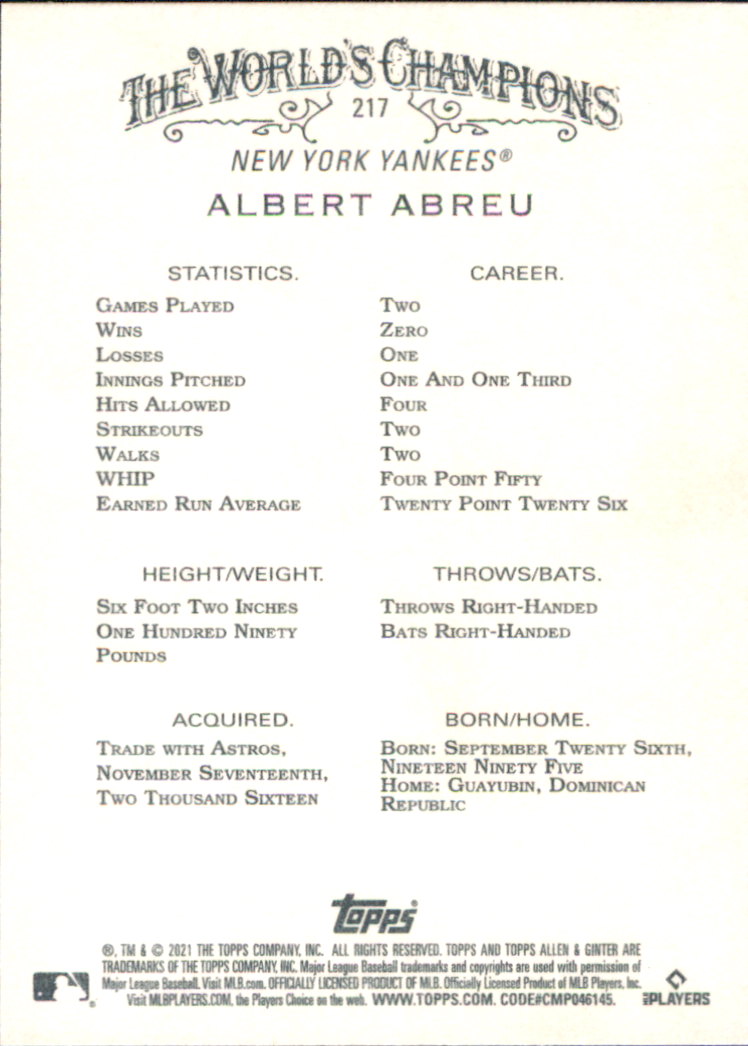 THE WORLD'S CHAMPIONS
217
NEW YORK YANKEES®
ALBERT ABREU
STATISTICS. CAREER.
GAMES PLAYED TWO
WINS ZERO
LOSSES ONE
INNINGS PITCHED ONE AND ONE THIRD
HITS ALLOWED FOUR
STRIKEOUTS TWO
WALKS TWO
WHIP FOUR POINT FIFTY
EARNED RUN AVERAGE TWENTY POINT TWENTY SIX
HEIGHT/WEIGHT.
SIX FOOT TWO INCHES
ONE HUNDRED NINETY
POUNDS
THROWS/BATS.
THROWS RIGHT-HANDED
BATS RIGHT-HANDED
ACQUIRED.
TRADE WITH ASTROS,
NOVEMBER SEVENTEENTH,
TWO THOUSAND SIXTEEN
BORN/HOME.
BORN: SEPTEMBER TWENTY SIXTH,
NINETEEN NINETY FIVE
HOME: GUAYUBIN, DOMINICAN
REPUBLIC
topps®
®, TM & © 2021 THE TOPPS COMPANY, INC. ALL RIGHTS RESERVED. TOPPS AND TOPPS ALLEN & GINTER ARE
TRADEMARKS OF THE TOPPS COMPANY, INC. Major League Baseball trademarks and copyrights are used with permission of
Major League Baseball. Visit MLB.com. OFFICIALLY LICENSED PRODUCT OF MLB. Officially Licensed Product of MLB Players, Inc.
Visit MLBPLAYERS.COM, the Players Choice on the web. WWW.TOPPS.COM. CODE#CMP046145.
MLB PLAYERS